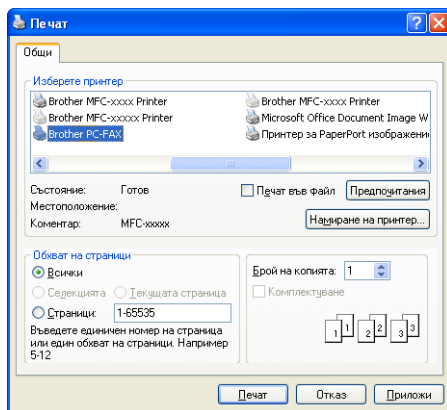 Печат
Общи
Изберете принтер
Brother MFC-xxxx Printer
Brother MFC-xxxxx Printer
Brother PC-FAX
Brother MFC-xxxx Printer
Microsoft Office Document Image W
Принтер за PaperPort изображени
Състояние: Готов
Местоположение:
Коментар: MFC-xxxxx
Печат във файл
Предпочитания
Намиране на принтер...
Обхват на страници
Всички
Селекцията
Текущата страница
Страници: 1-65535
Въведете единичен номер на страница
или един обхват на страници. Например
5-12
Брой на копията: 1
Комплектуване
1 1 2 2 3 3
Печат
Отказ
Приложи